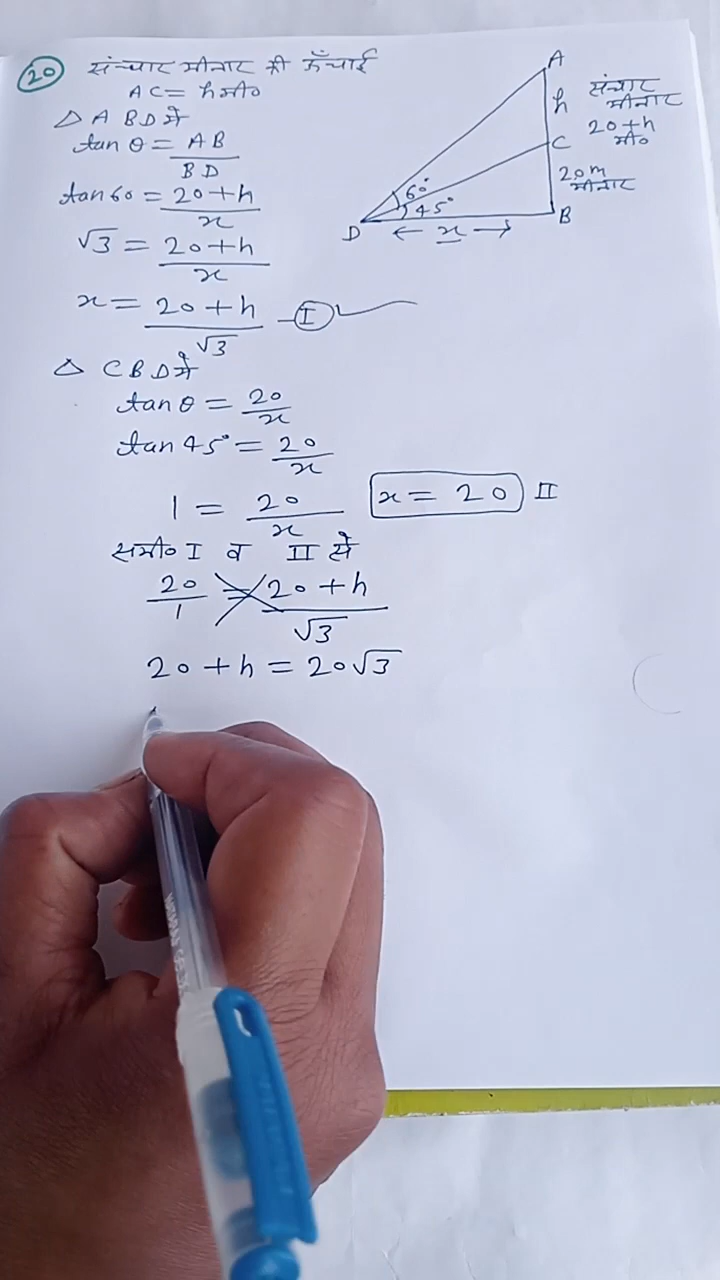 20 संचार मीनार की ऊँचाई
AC = h मी०
△ ABD में
tan θ = AB / BD
tan 60 = 20+h / x
√3 = 20+h / x
x = 20+h / √3 — I
△ CBD में
tan θ = 20 / x
tan 45° = 20 / x
1 = 20 / x x = 20 II
समी० I व II से
20 / 1 = 20+h / √3
20 + h = 20√3
A
h संचार मीनार
20+h मी०
C
20m मीनार
60°
45°
D ← x → B